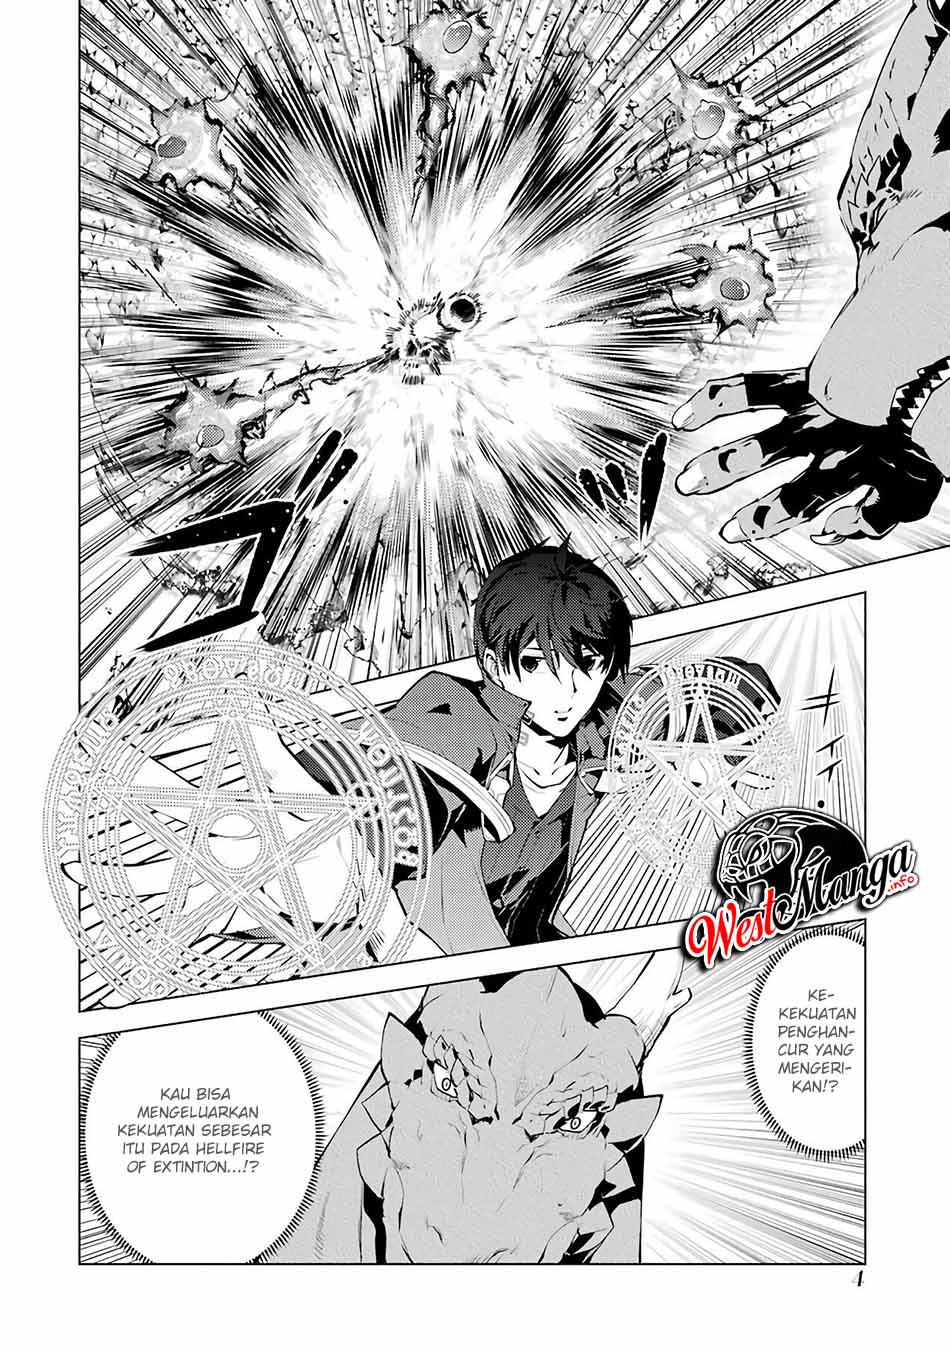 ゴ
WestManga
.info
KE-
KEKUATAN
PENGHAN-
CUR YANG
MENGERI-
KAN!?
KAU BISA
MENGELUARKAN
KEKUATAN SEBESAR
ITU PADA HELLFIRE
OF EXTINTION...!?
4